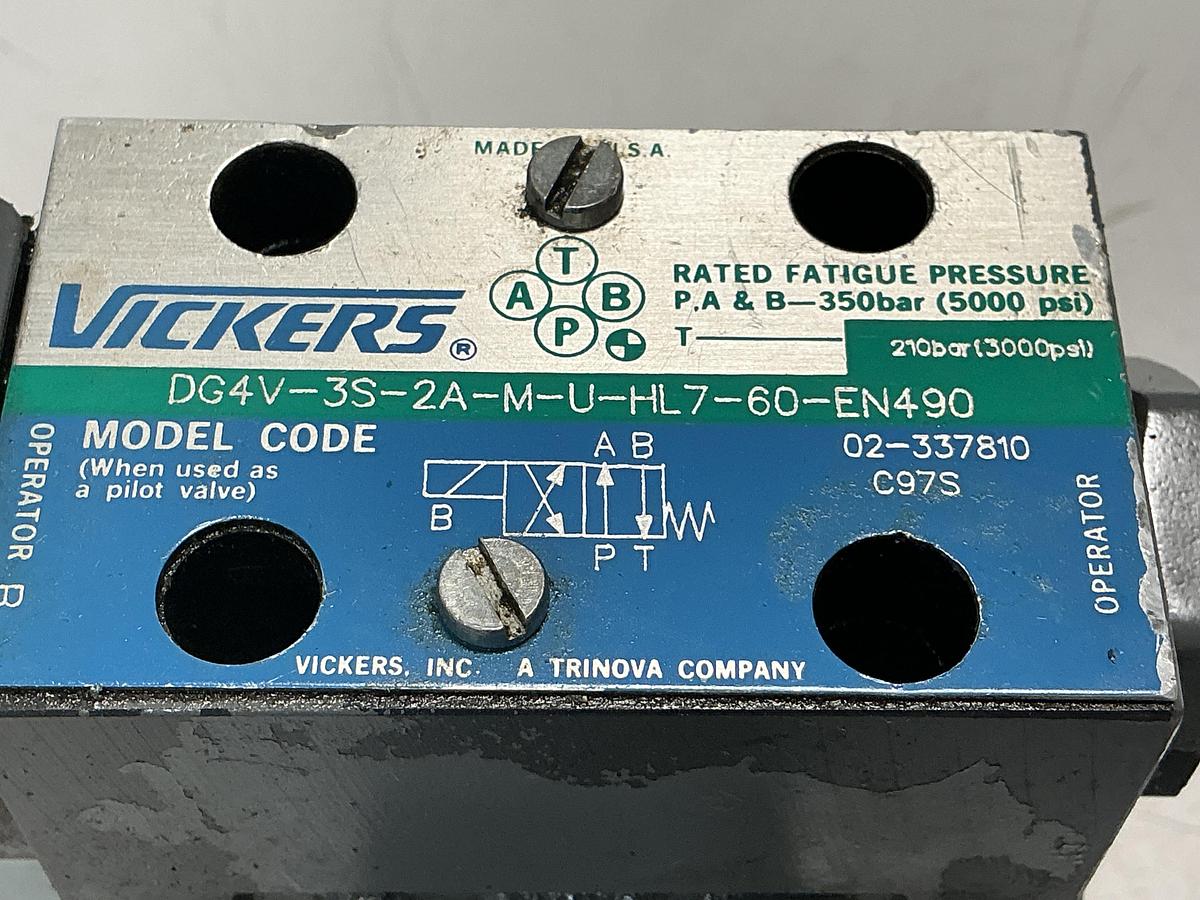 MADE U.S.A.
T
A B
P
VICKERS®
RATED FATIGUE PRESSURE
P,A & B—350bar (5000 psi)
T—
210bar(3000psi)
DG4V-3S-2A-M-U-HL7-60-EN490
OPERATOR B
MODEL CODE
(When used as
a pilot valve)
A B
B
P T
02-337810
C97S
OPERATOR
VICKERS, INC. A TRINOVA COMPANY